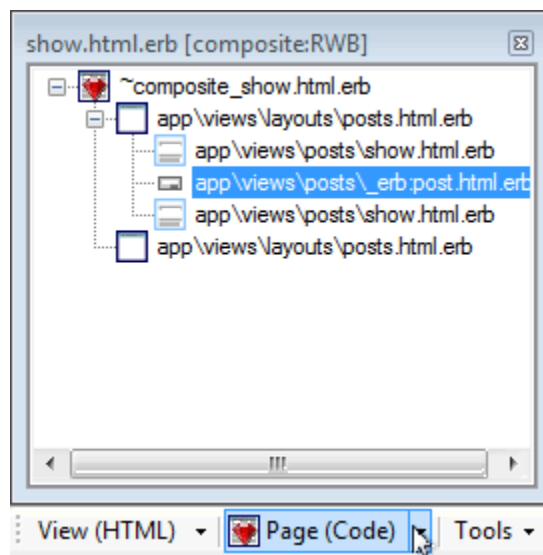 show.html.erb [composite:RWB]
~composite_show.html.erb
app\views\layouts\posts.html.erb
app\views\posts\show.html.erb
app\views\posts\_erb:post.html.erb
app\views\posts\show.html.erb
app\views\layouts\posts.html.erb
View (HTML) Page (Code) Tools